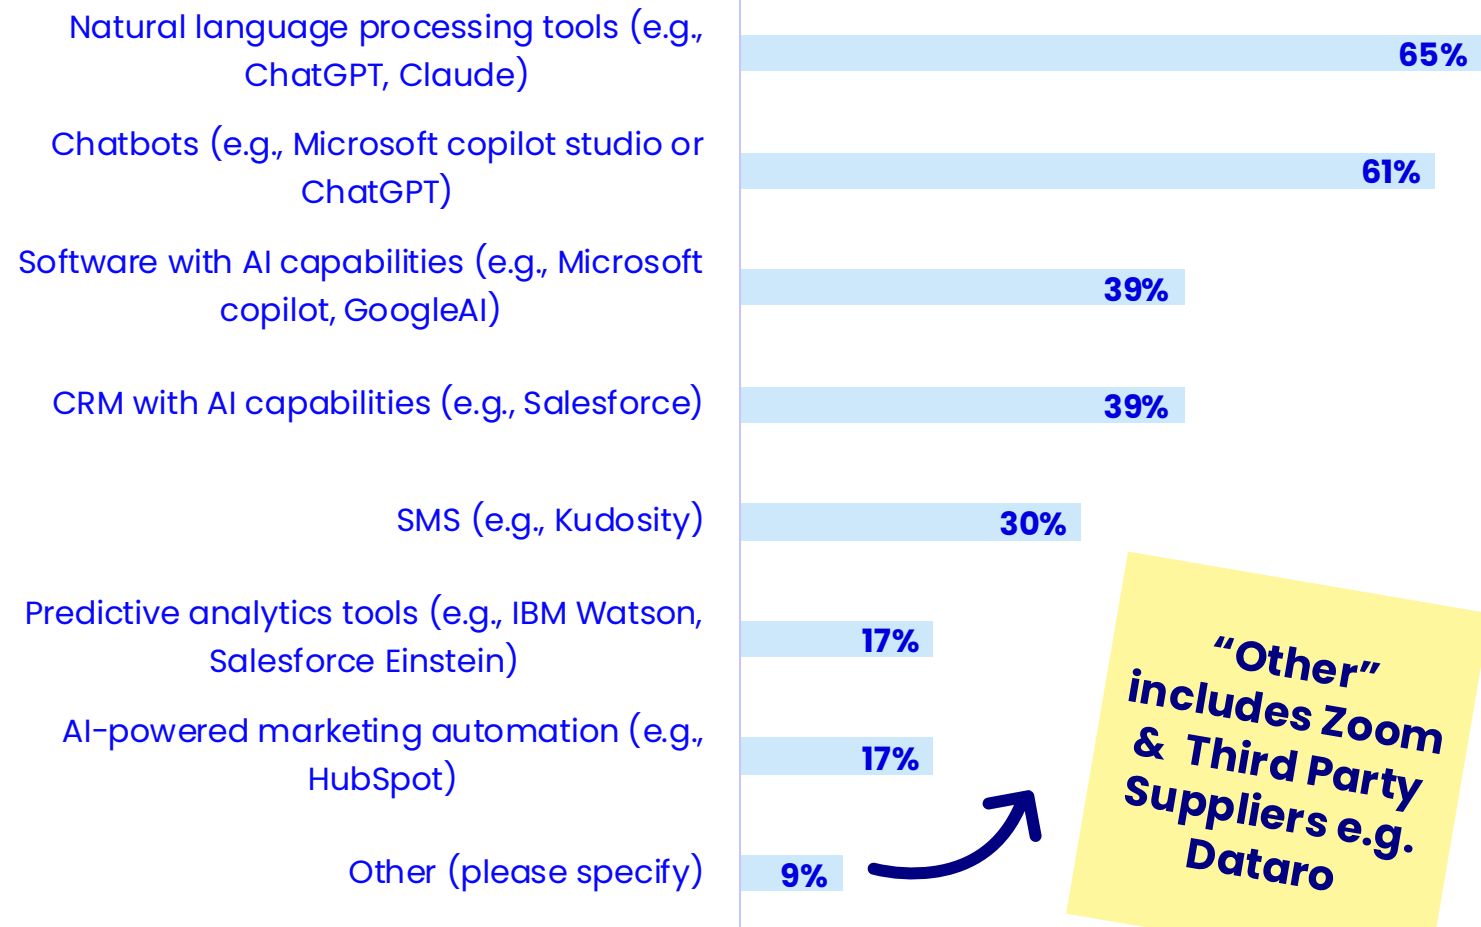 Natural language processing tools (e.g.,
ChatGPT, Claude)
65%
Chatbots (e.g., Microsoft copilot studio or
ChatGPT)
61%
Software with AI capabilities (e.g., Microsoft
copilot, GoogleAI)
39%
CRM with AI capabilities (e.g., Salesforce)
39%
SMS (e.g., Kudosity)
30%
Predictive analytics tools (e.g., IBM Watson,
Salesforce Einstein)
17%
AI-powered marketing automation (e.g.,
HubSpot)
17%
Other (please specify)
9%
“Other”
includes Zoom
& Third Party
Suppliers e.g.
Dataro